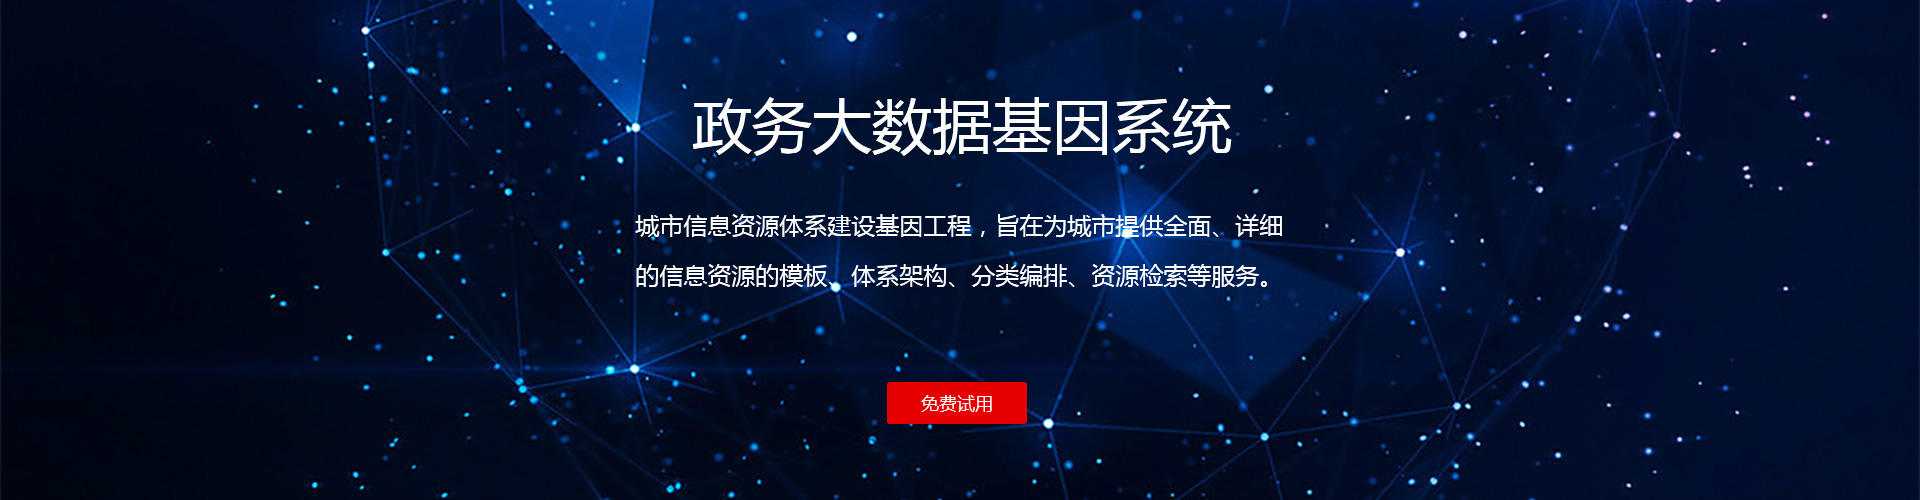 政务大数据基因系统
城市信息资源体系建设基因工程，旨在为城市提供全面、详细
的信息资源的模板、体系架构、分类编排、资源检索等服务。
免费试用